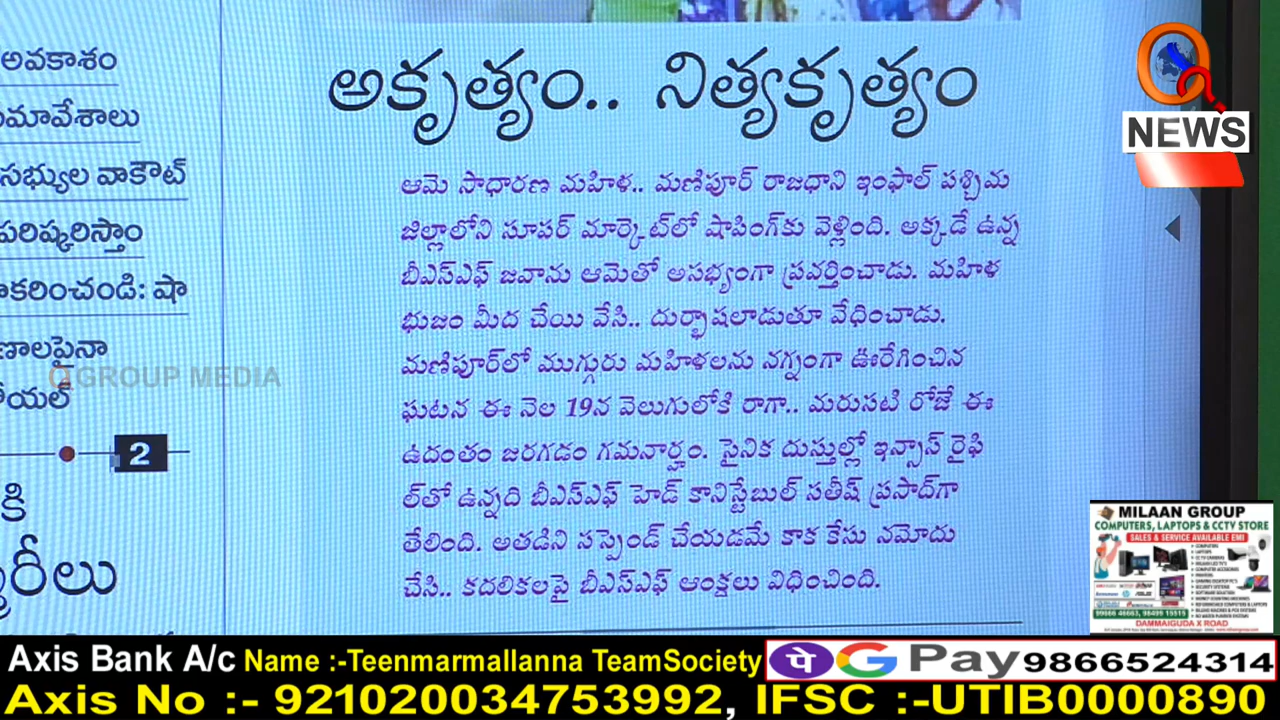 అవకాశం
సమావేశాలు
సభ్యుల వాకౌట్
పరిష్కరిస్తాం
కరించండి: షా
ణాలపైనా
యల్
2
కి
రీలు
అకృత్యం.. నిత్యకృత్యం
ఆమె సాధారణ మహిళ.. మణిపూర్ రాజధాని ఇంఫాల్ పశ్చిమ
జిల్లాలోని సూపర్ మార్కెట్‌లో షాపింగ్‌కు వెళ్లింది. అక్కడే ఉన్న
బీఎస్ఎఫ్ జవాను ఆమెతో అసభ్యంగా ప్రవర్తించాడు. మహిళ
భుజం మీద చేయి వేసి.. దుర్భాషలాడుతూ వేధించాడు.
మణిపూర్‌లో ముగ్గురు మహిళలను నగ్నంగా ఊరేగించిన
ఘటన ఈ నెల 19న వెలుగులోకి రాగా.. మరుసటి రోజే ఈ
ఉదంతం జరగడం గమనార్హం. సైనిక దుస్తుల్లో ఇన్సాస్ రైఫి
ల్‌తో ఉన్నది బీఎస్ఎఫ్ హెడ్ కానిస్టేబుల్ సతీష్ ప్రసాద్‌గా
తేలింది. అతడిని సస్పెండ్ చేయడమే కాక కేసు నమోదు
చేసి కదలికలపై బీఎస్ఎఫ్ ఆంక్షలు విధించింది.
Q GROUP MEDIA
Q
NEWS
MILAAN GROUP
COMPUTERS, LAPTOPS & CCTV STORE
SALES & SERVICE AVAILABLE EMI
DAMMAIGUDA X ROAD
Axis Bank A/c Name :-Teenmarmallanna TeamSociety पे G Pay 9866524314
Axis No :- 921020034753992, IFSC :-UTIB0000890